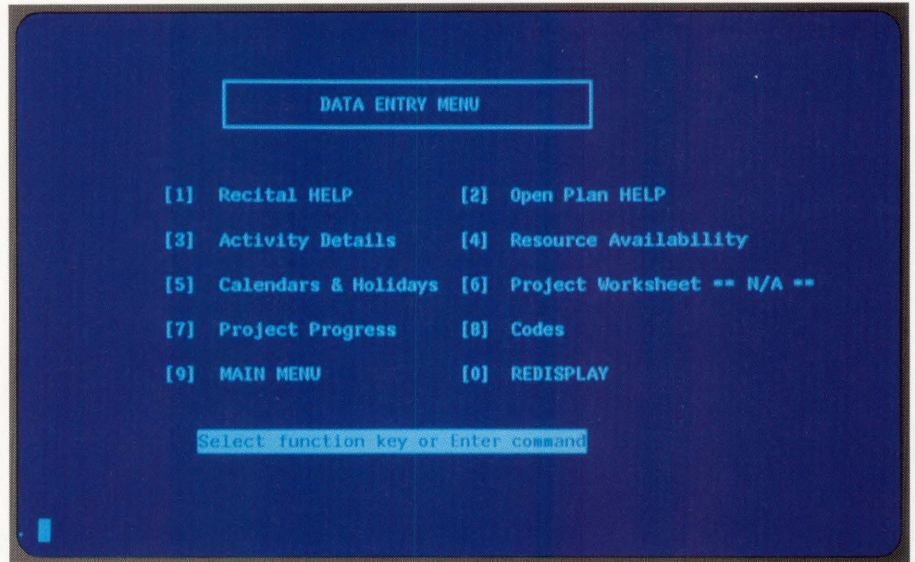 DATA ENTRY MENU
[1] Recital HELP [2] Open Plan HELP
[3] Activity Details [4] Resource Availability
[5] Calendars & Holidays [6] Project Worksheet ** N/A **
[7] Project Progress [8] Codes
[9] MAIN MENU [0] REDISPLAY
Select function key or Enter command
.